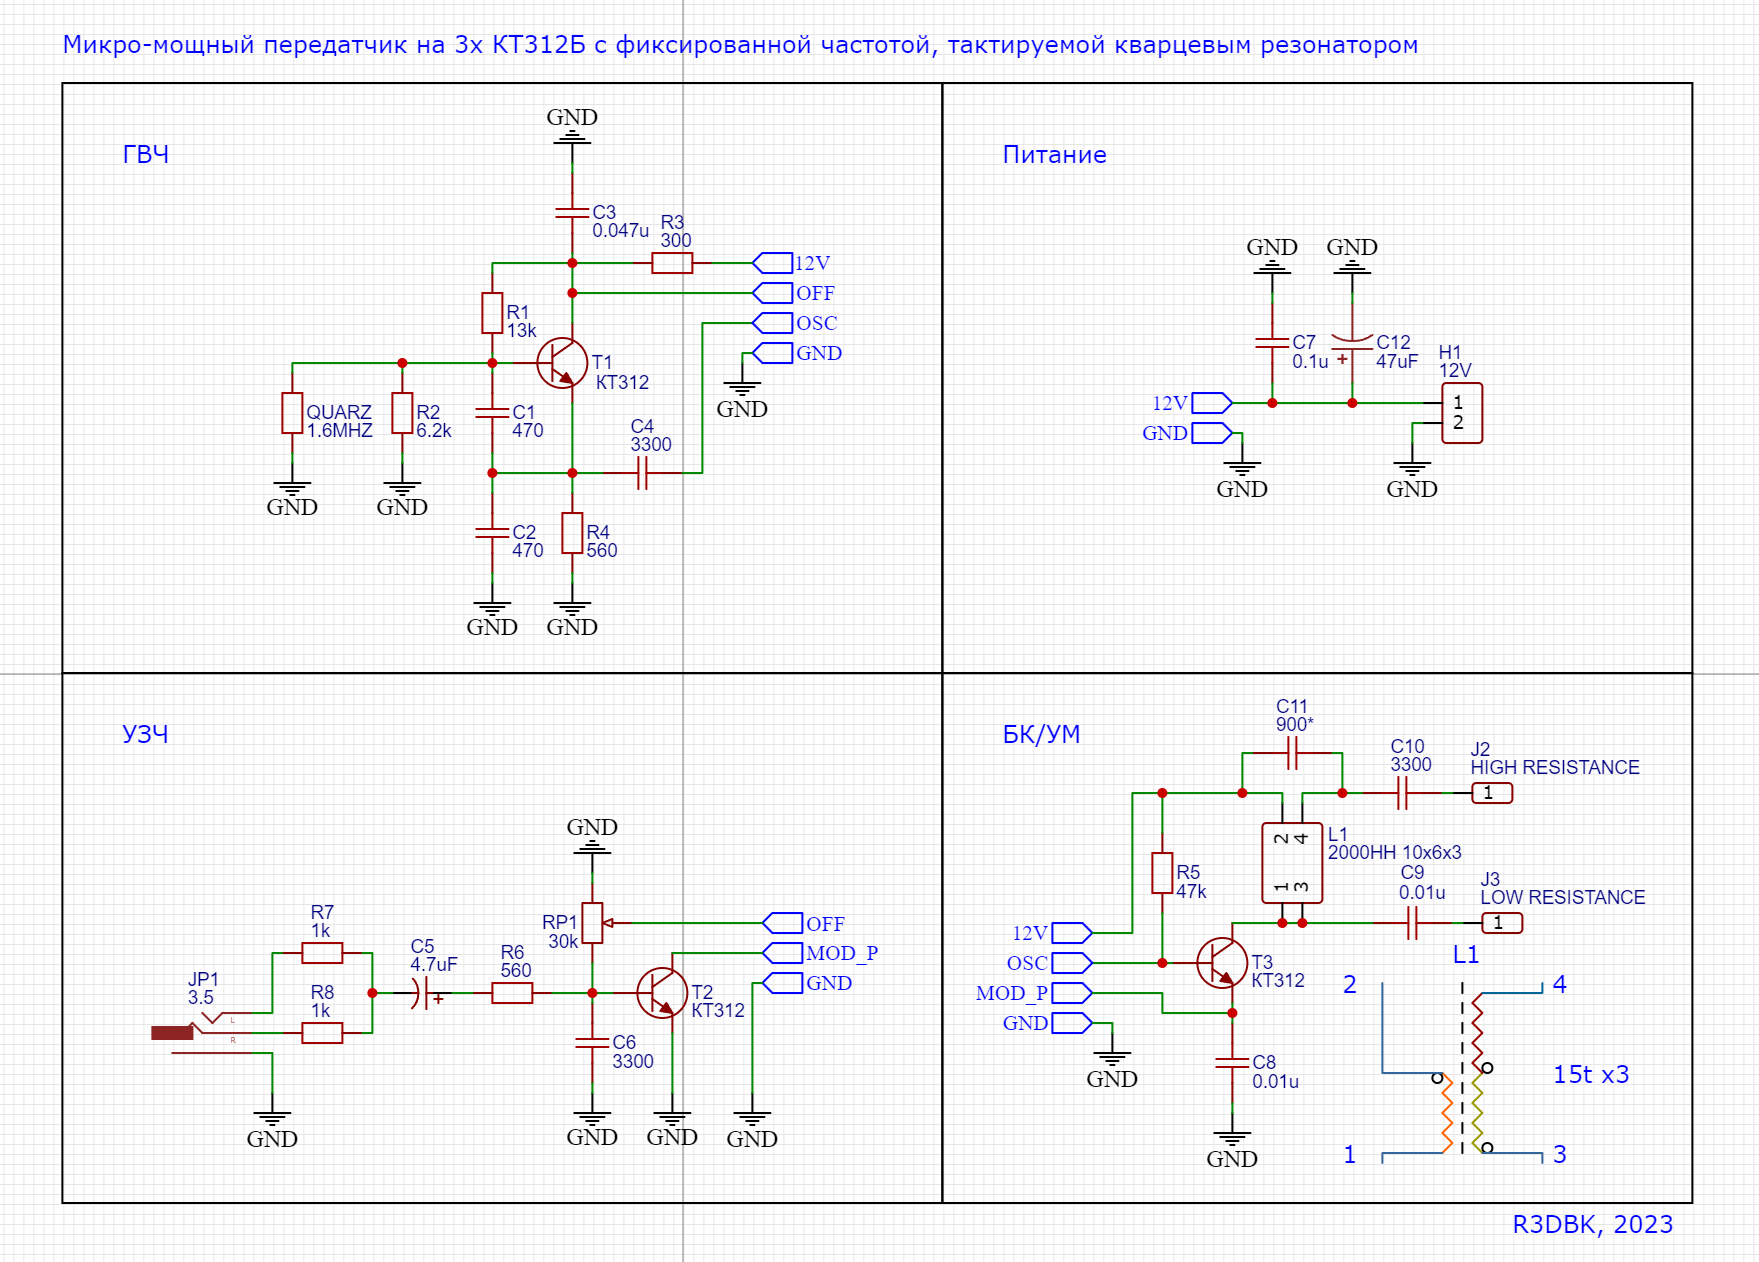 Микро-мощный передатчик на 3х КТ312Б с фиксированной частотой, тактируемой кварцевым резонатором
ГВЧ
GND
C3
0.047u
R3
300
12V
OFF
OSC
GND
GND
R1
13k
T1
КТ312
QUARZ
1.6MHZ
R2
6.2k
C1
470
C4
3300
GND
GND
C2
470
R4
560
GND
GND
Питание
GND
GND
C7
0.1u
C12
47uF
+
H1
12V
1
2
12V
GND
GND
GND
УЗЧ
GND
RP1
30k
OFF
MOD_P
GND
R7
1k
C5
4.7uF
+
R6
560
JP1
3.5
L
R
R8
1k
T2
КТ312
C6
3300
GND
GND
GND
GND
БК/УМ
C11
900*
C10
3300
J2
HIGH RESISTANCE
1
2
4
1
3
L1
2000НН 10x6x3
R5
47k
C9
0.01u
J3
LOW RESISTANCE
1
12V
OSC
MOD_P
GND
T3
КТ312
GND
C8
0.01u
GND
L1
2
4
15t x3
1
3
R3DBK, 2023